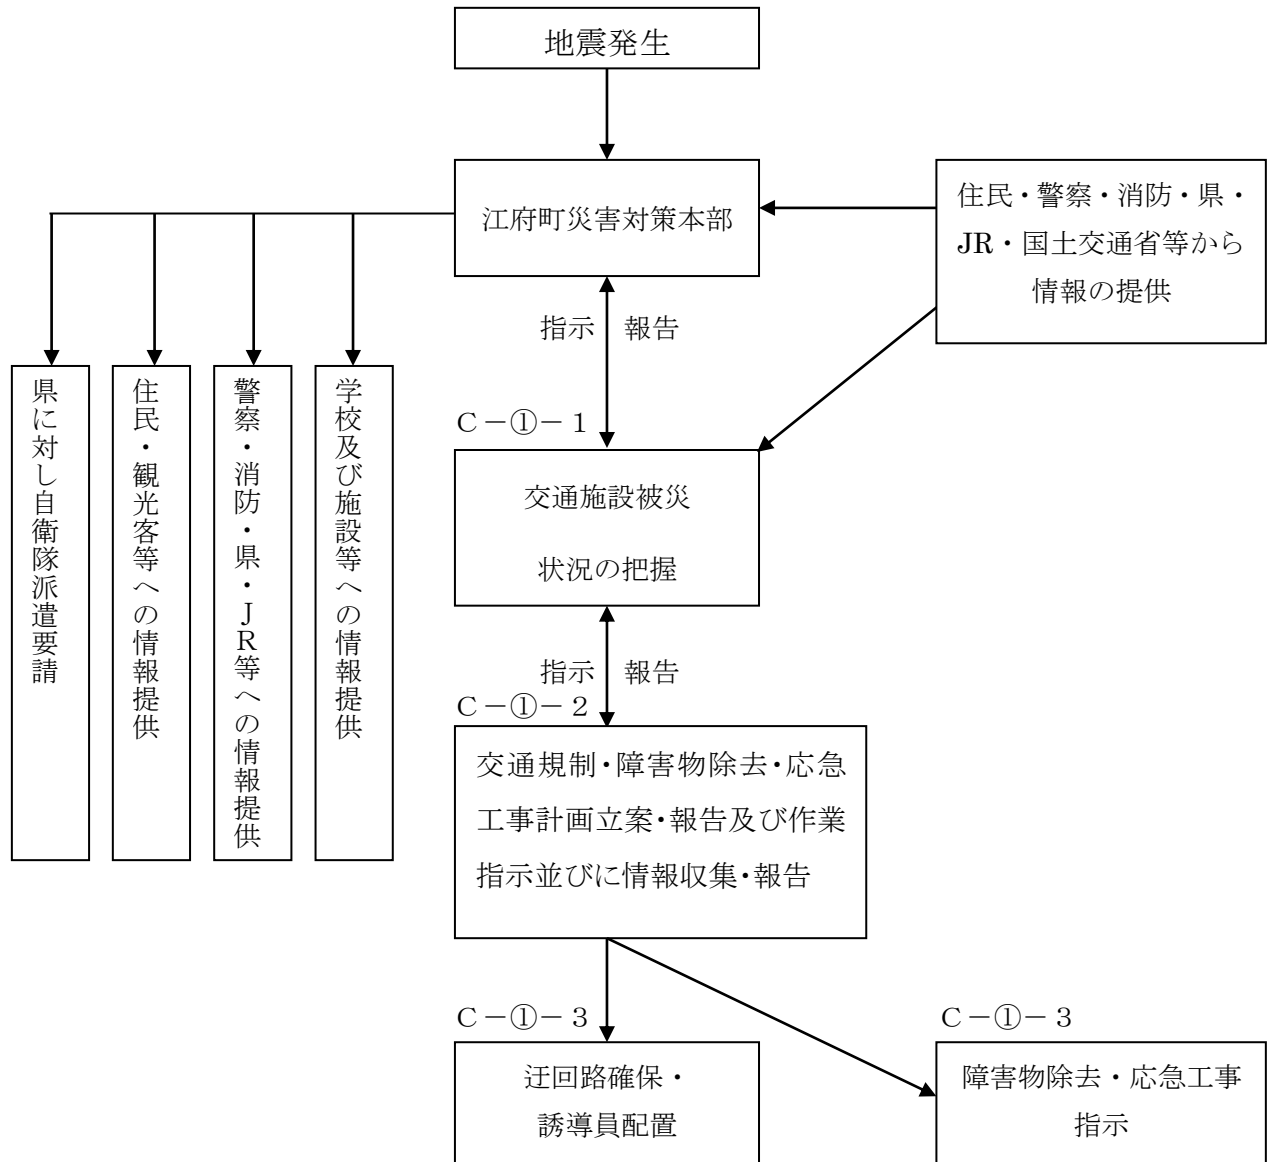 地震発生
江府町災害対策本部
住民・警察・消防・県・
JR・国土交通省等から
情報の提供
指示 報告
県に対し自衛隊派遣要請
住民・観光客等への情報提供
警察・消防・県・JR等への情報提供
学校及び施設等への情報提供
C－①－1
交通施設被災
状況の把握
指示 報告
C－①－2
交通規制・障害物除去・応急
工事計画立案・報告及び作業
指示並びに情報収集・報告
C－①－3
迂回路確保・
誘導員配置
C－①－3
障害物除去・応急工事
指示